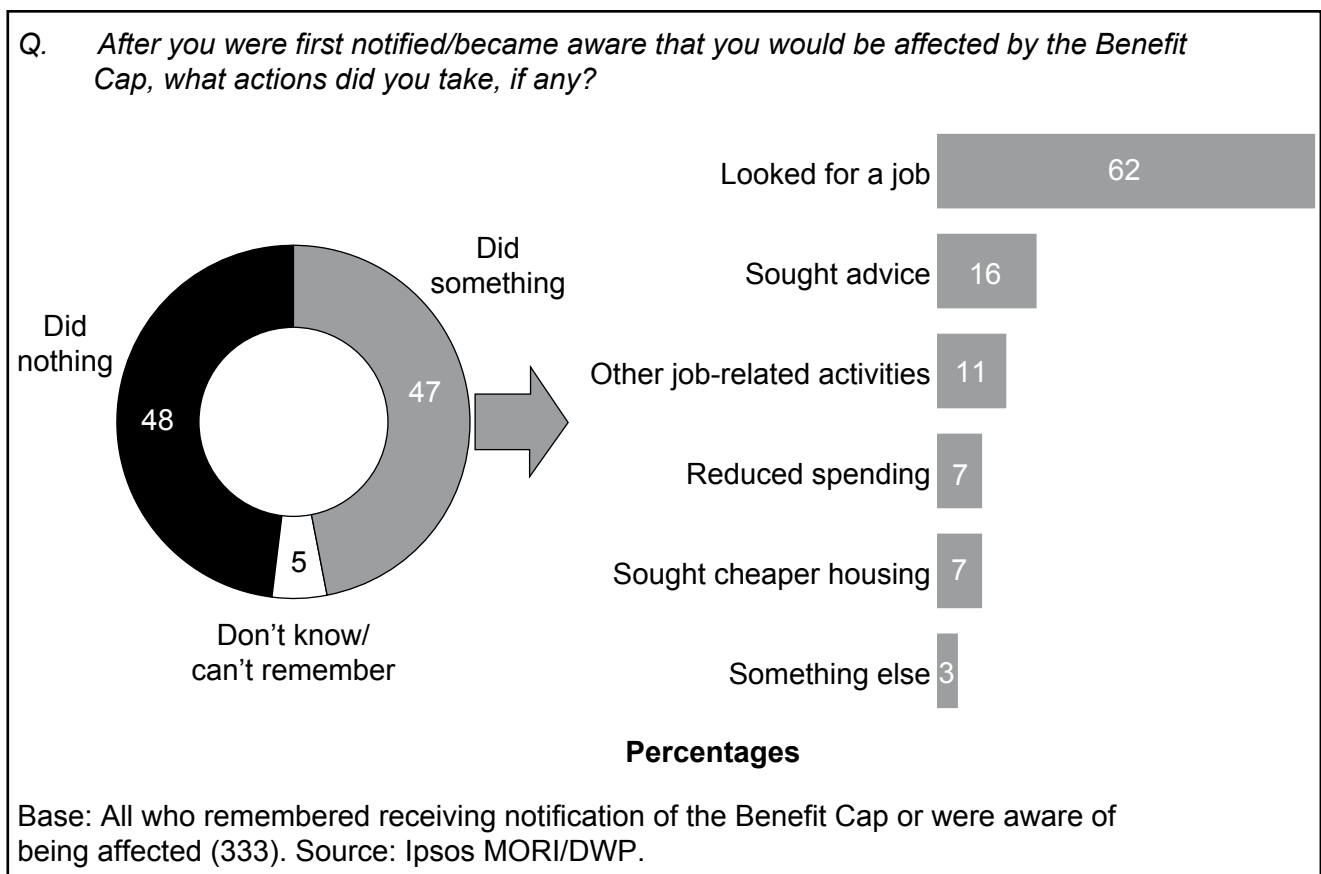 Q. After you were first notified/became aware that you would be affected by the Benefit
Cap, what actions did you take, if any?
Did
nothing
48
Did
something
47
5
Don’t know/
can’t remember
Looked for a job 62
Sought advice 16
Other job-related activities 11
Reduced spending 7
Sought cheaper housing 7
Something else 3
Percentages
Base: All who remembered receiving notification of the Benefit Cap or were aware of
being affected (333). Source: Ipsos MORI/DWP.